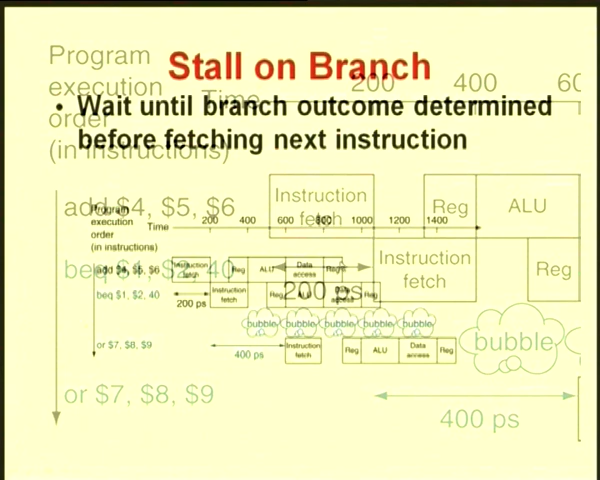 Stall on Branch
• Wait until branch outcome determined
before fetching next instruction
Program
execution
order
(in instructions)
Time
200 400 60
add $4, $5, $6
beq $1, $2, 40
or $7, $8, $9
Instruction
fetch
Reg
ALU
Instruction
fetch
Reg
200 ps
bubble
400 ps
Program
execution
order
(in instructions)
Time
200 400 600 800 1000 1200 1400
add $4, $5, $6
Instruction
fetch
Reg
ALU
Data
access
Reg
beq $1, $2, 40
200 ps
Instruction
fetch
Reg
ALU
Data
access
Reg
bubble bubble bubble bubble bubble
or $7, $8, $9
400 ps
Instruction
fetch
Reg
ALU
Data
access
Reg